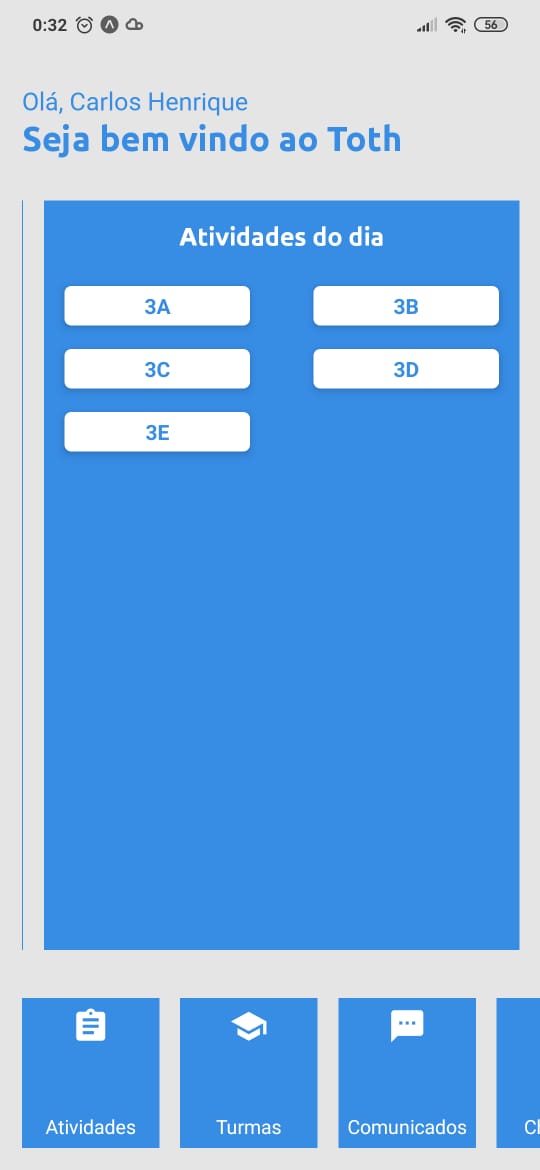 0:32 56
Olá, Carlos Henrique
Seja bem vindo ao Toth
Atividades do dia
3A 3B
3C 3D
3E
Atividades Turmas Comunicados